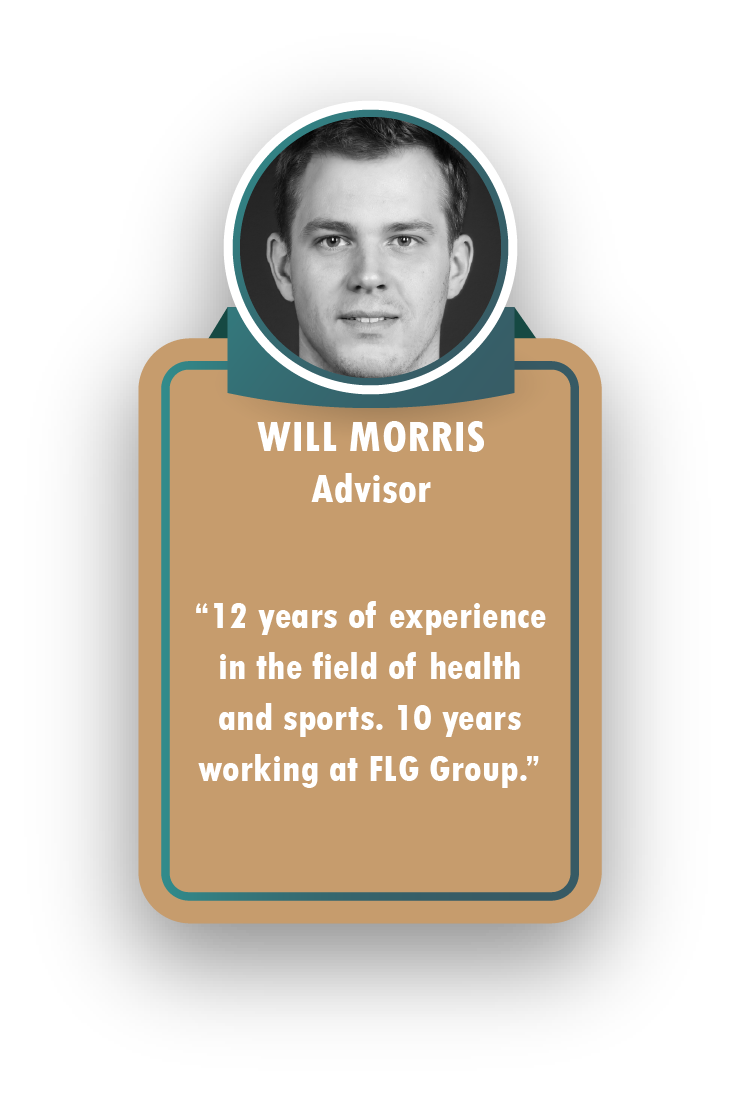 WILL MORRIS
Advisor
“12 years of experience
in the field of health
and sports. 10 years
working at FLG Group.”